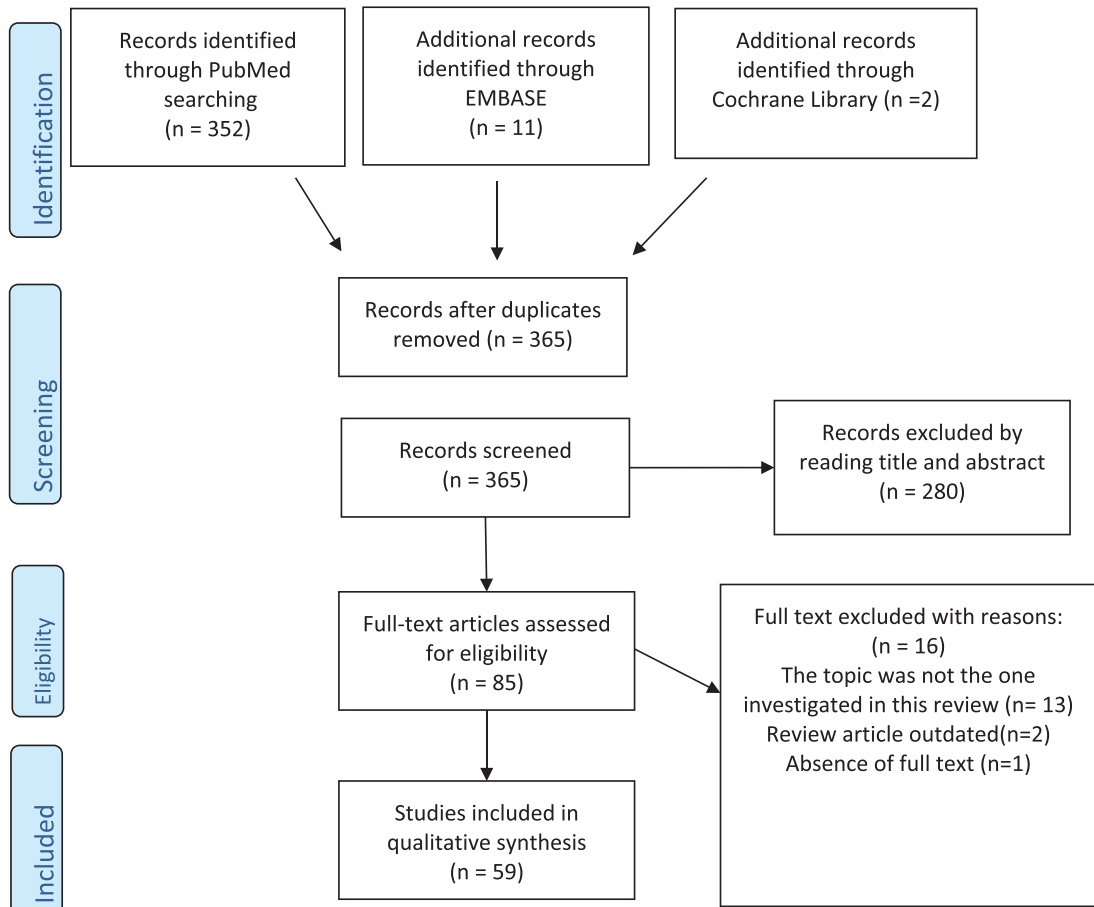 Identification
Records identified
through PubMed
searching
(n = 352)
Additional records
identified through
EMBASE
(n = 11)
Additional records
identified through
Cochrane Library (n =2)
Screening
Records after duplicates
removed (n = 365)
Records screened
(n = 365)
Records excluded by
reading title and abstract
(n = 280)
Eligibility
Full-text articles assessed
for eligibility
(n = 85)
Full text excluded with reasons:
(n = 16)
The topic was not the one
investigated in this review (n= 13)
Review article outdated(n=2)
Absence of full text (n=1)
Included
Studies included in
qualitative synthesis
(n = 59)